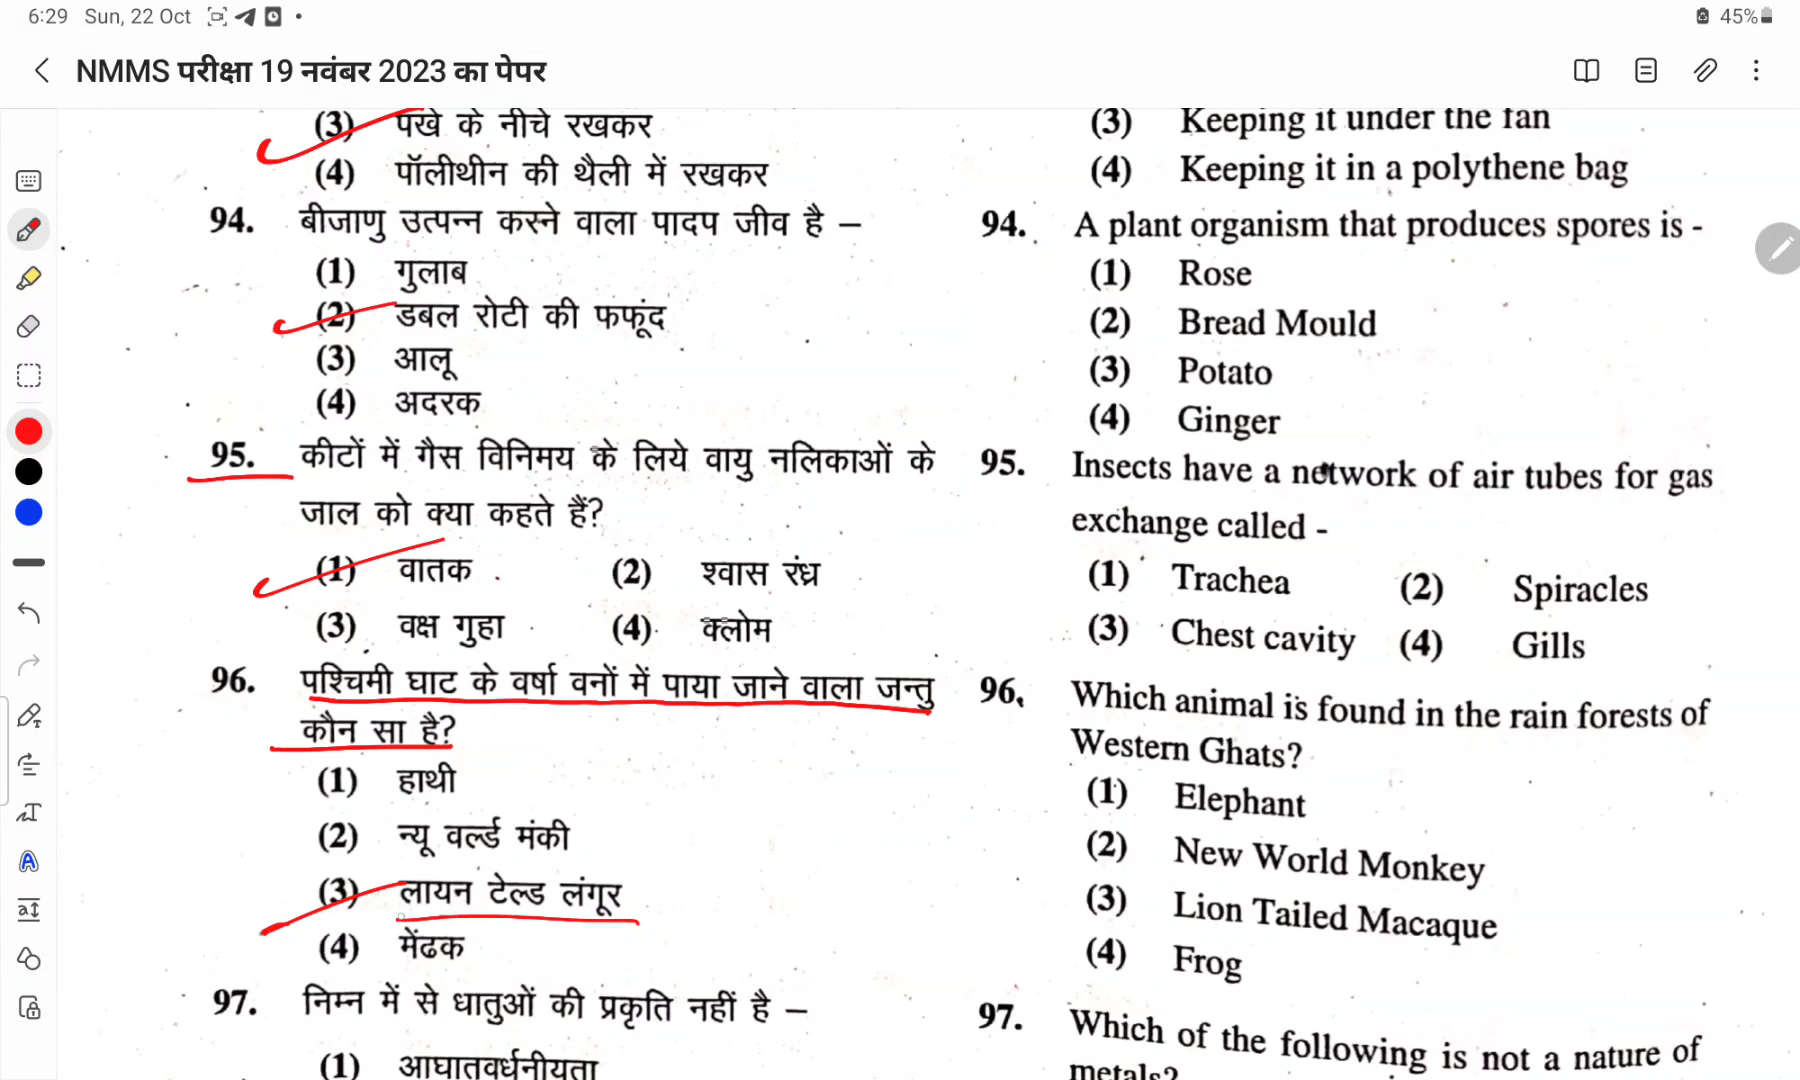 6:29 Sun, 22 Oct
45%
NMMS परीक्षा 19 नवंबर 2023 का पेपर
(3) पंखे के नीचे रखकर
(4) पॉलीथीन की थैली में रखकर
94. बीजाणु उत्पन्न करने वाला पादप जीव है –
(1) गुलाब
(2) डबल रोटी की फफूंद
(3) आलू
(4) अदरक
95. कीटों में गैस विनिमय के लिये वायु नलिकाओं के
जाल को क्या कहते हैं?
(1) वातक (2) श्वास रंध्र
(3) वक्ष गुहा (4) क्लोम
96. पश्चिमी घाट के वर्षा वनों में पाया जाने वाला जन्तु
कौन सा है?
(1) हाथी
(2) न्यू वर्ल्ड मंकी
(3) लायन टेल्ड लंगूर
(4) मेंढक
97. निम्न में से धातुओं की प्रकृति नहीं है –
(1) आघातवर्धनीयता
(3) Keeping it under the fan
(4) Keeping it in a polythene bag
94. A plant organism that produces spores is -
(1) Rose
(2) Bread Mould
(3) Potato
(4) Ginger
95. Insects have a network of air tubes for gas
exchange called -
(1) Trachea (2) Spiracles
(3) Chest cavity (4) Gills
96. Which animal is found in the rain forests of
Western Ghats?
(1) Elephant
(2) New World Monkey
(3) Lion Tailed Macaque
(4) Frog
97. Which of the following is not a nature of
metals?